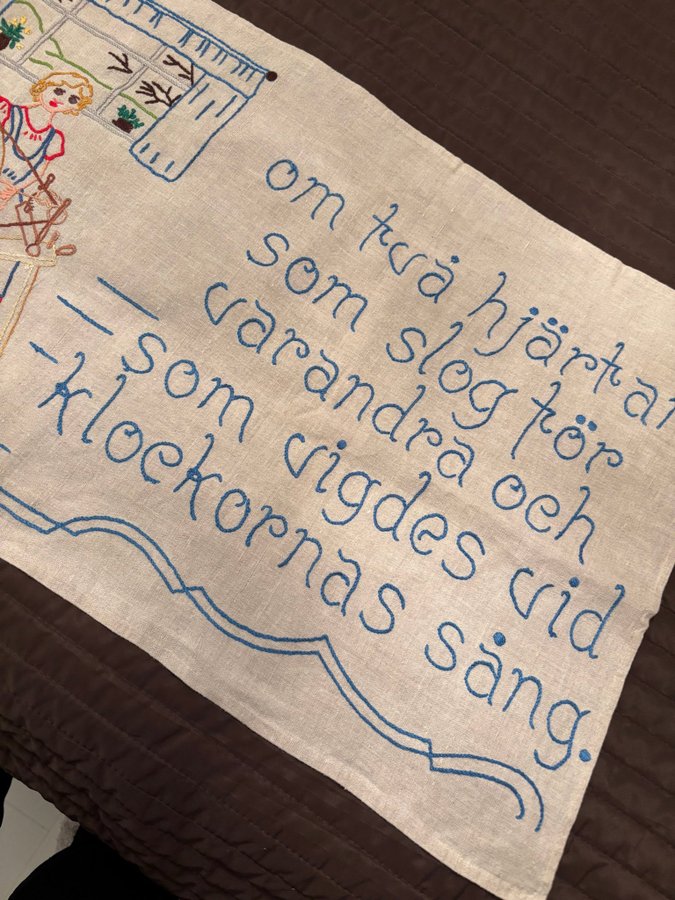 om två hjärtan
som slog för
varandra och
som vigdes vid
klockornas sång.